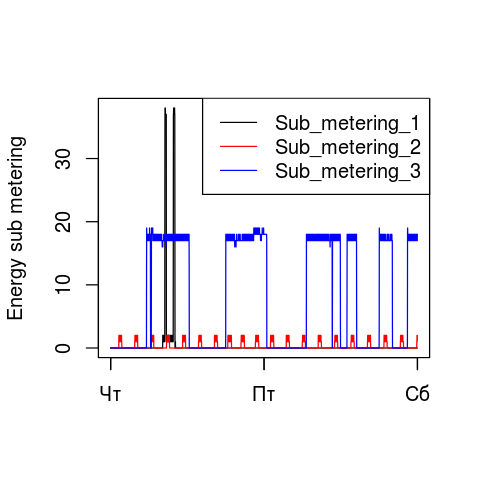 Sub_metering_1
Sub_metering_2
Sub_metering_3
Energy sub metering
30
20
10
0
Чт Пт Сб